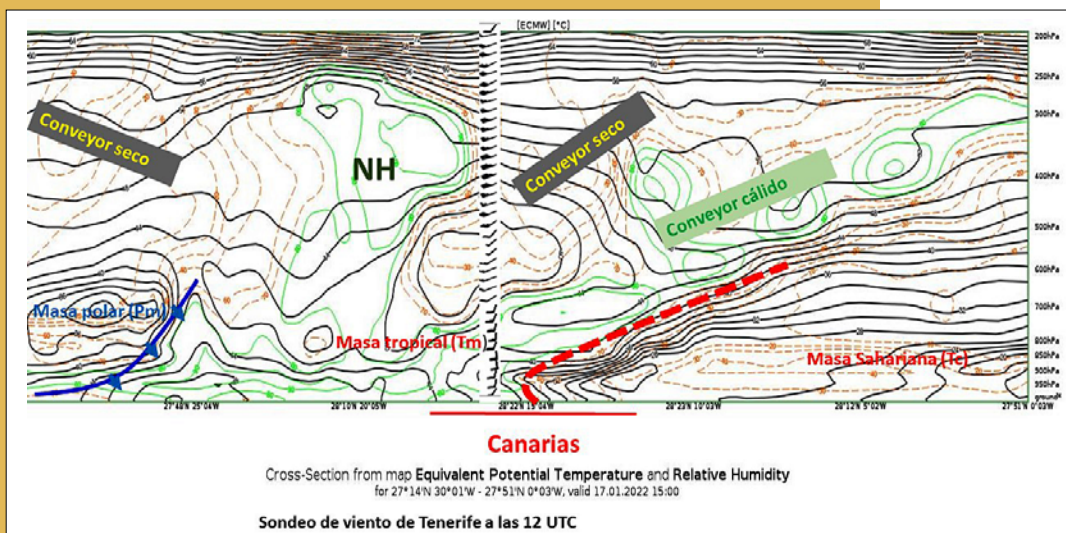 [ECMW] [°C]
200hPa
250hPa
300hPa
400hPa
500hPa
600hPa
700hPa
800hPa
850hPa
900hPa
950hPa
ground
Conveyor seco
NH
Conveyor seco
Conveyor cálido
Masa polar (Pm)
Masa tropical (Tm)
Masa Sahariana (Tc)
27°48'N 25°04'W
28°10'N 20°05'W
28°22'N 15°04'W
28°23'N 10°03'W
28°12'N 5°02'W
27°51'N 0°03'W
Canarias
Cross-Section from map Equivalent Potential Temperature and Relative Humidity
for 27°14'N 30°01'W - 27°51'N 0°03'W, valid 17.01.2022 15:00
Sondeo de viento de Tenerife a las 12 UTC